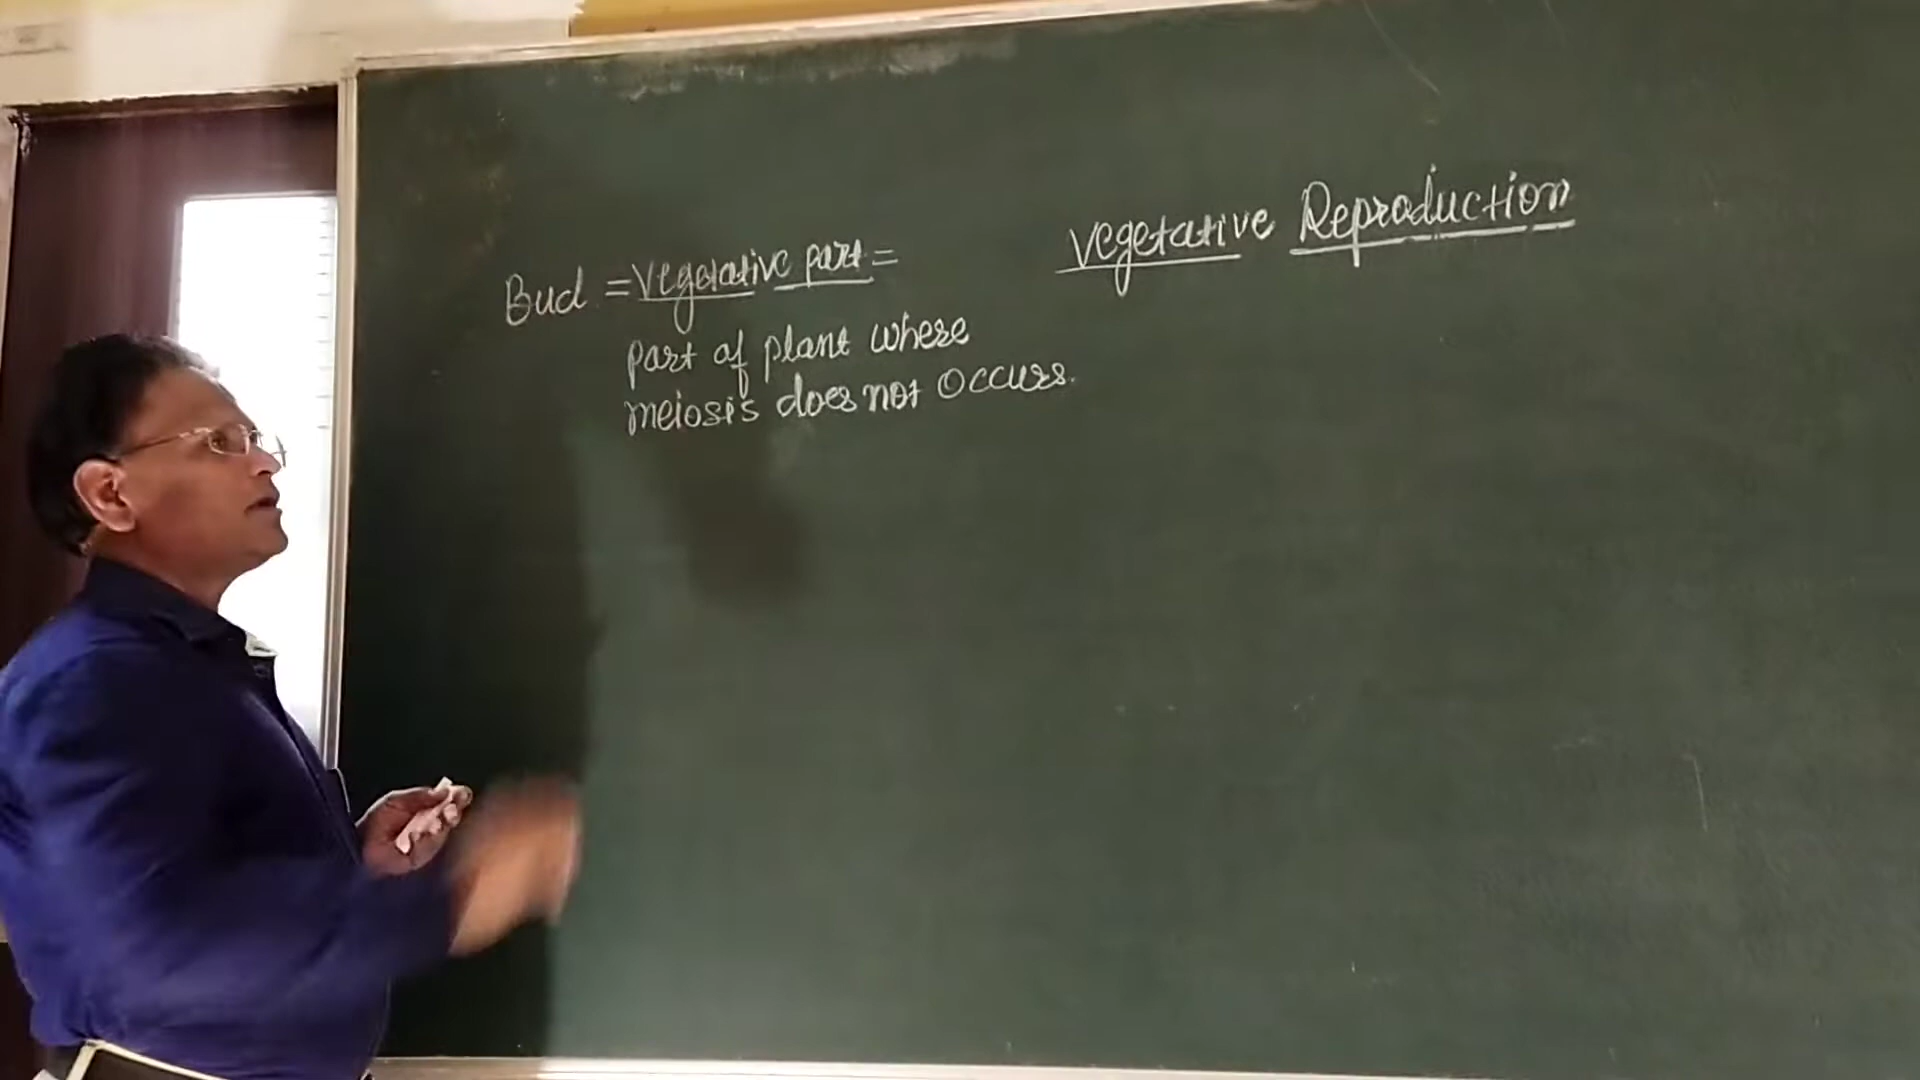 Vegetative Reproduction
Bud = Vegetative part =
part of plant where
meiosis does not occurs.